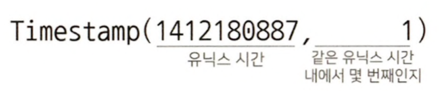 Timestamp(1412180887, 1)
유닉스 시간
같은 유닉스 시간
내에서 몇 번째인지